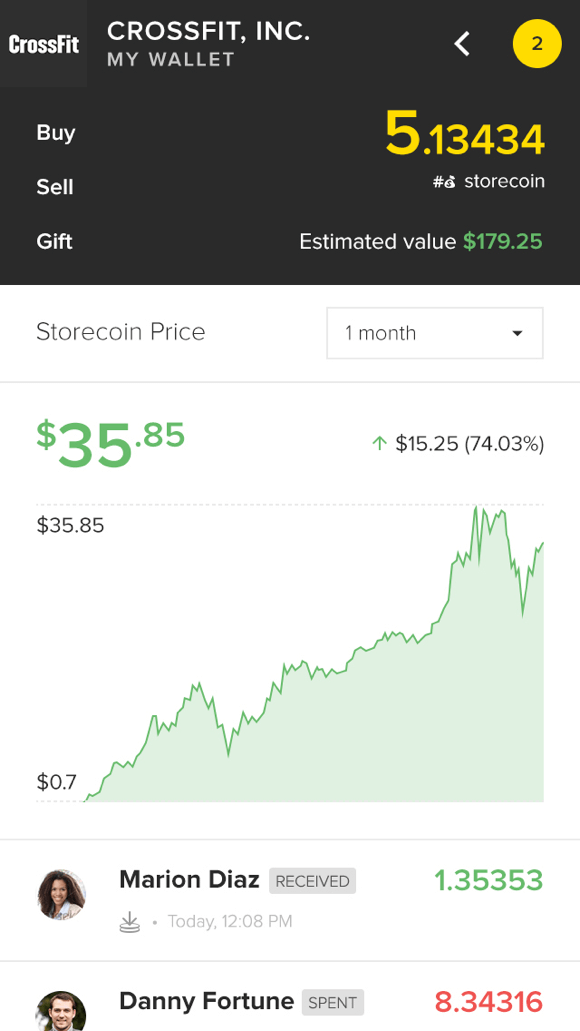 CrossFit
CROSSFIT, INC.
MY WALLET
2
Buy
5.13434
# storecoin
Sell
Gift
Estimated value $179.25
Storecoin Price
1 month
$35.85
↑ $15.25 (74.03%)
$35.85
$0.7
Marion Diaz RECEIVED
1.35353
• Today, 12:08 PM
Danny Fortune SPENT
8.34316